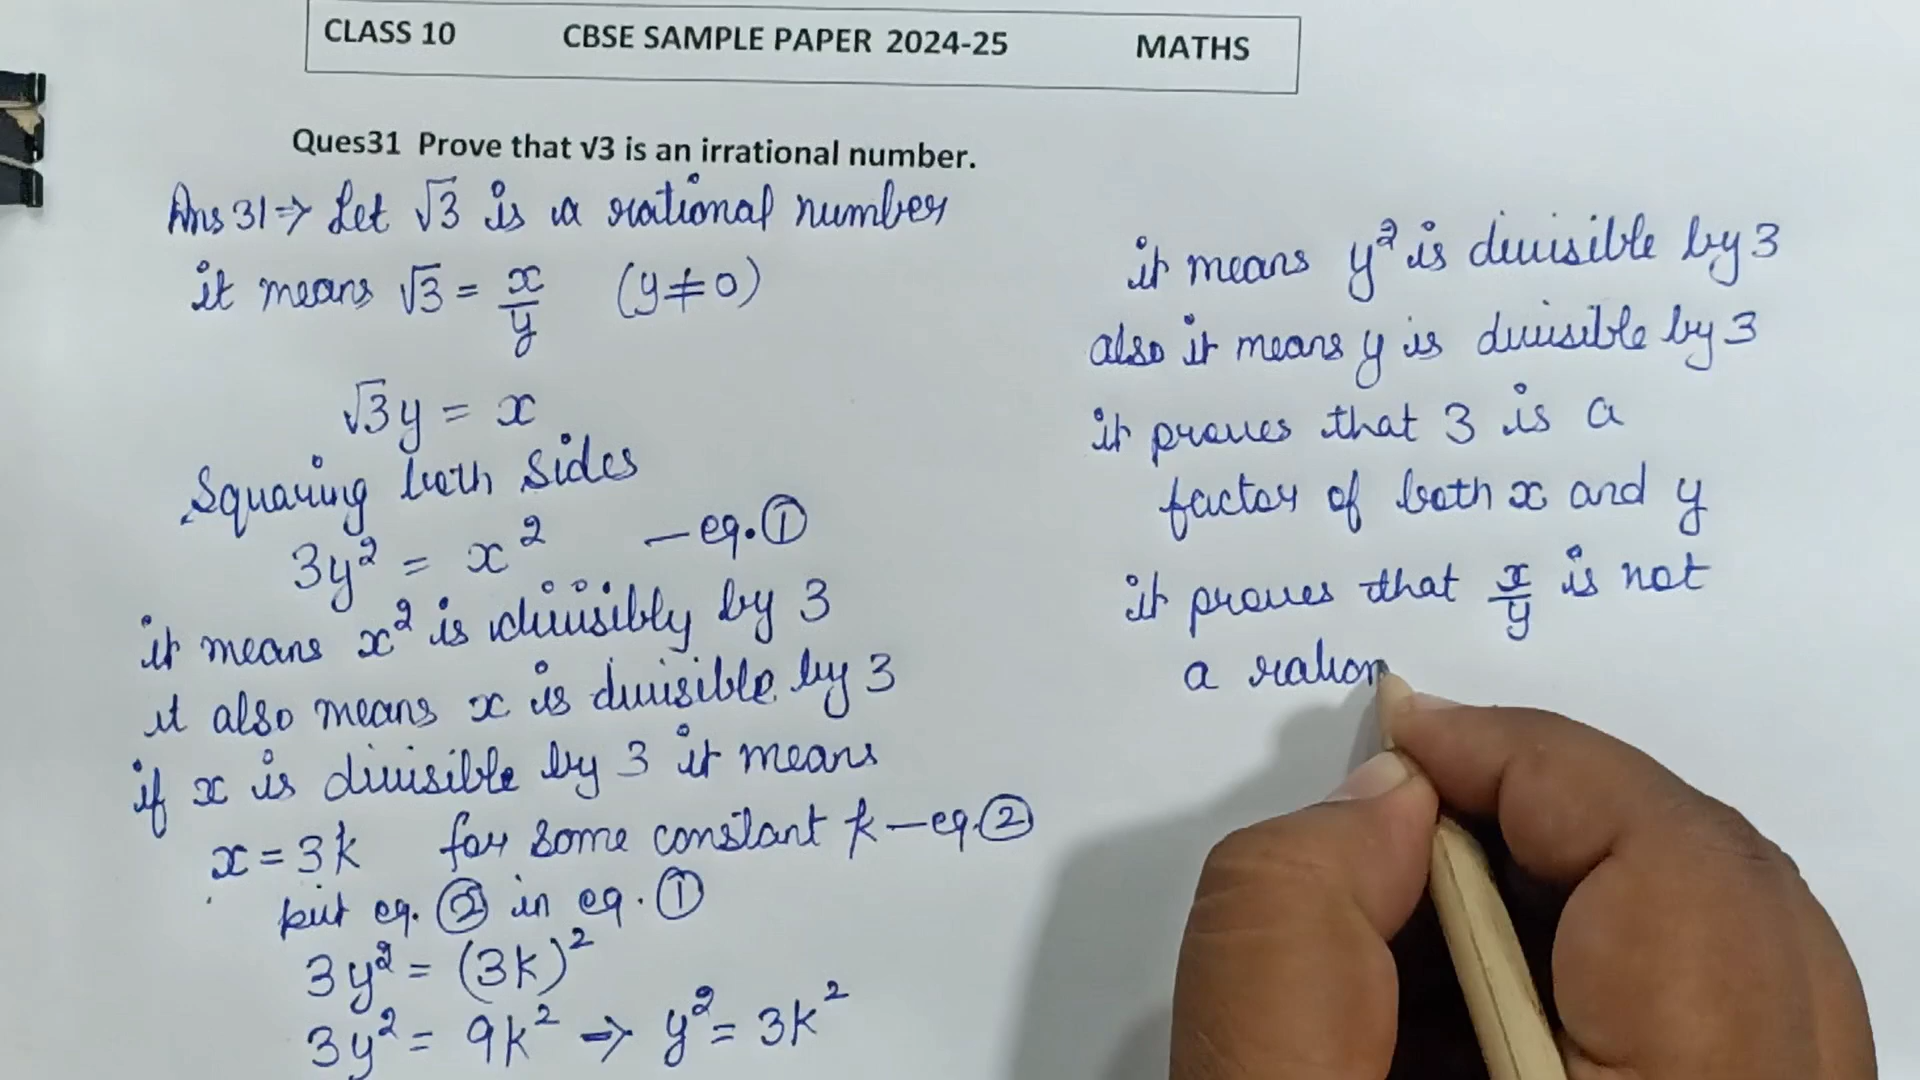 CLASS 10 CBSE SAMPLE PAPER 2024-25 MATHS
Ques31 Prove that √3 is an irrational number.
Ans 31 ⇒ Let √3 is a rational number
it means √3 = x/y (y ≠ 0)
√3y = x
Squaring both sides
3y² = x² — eq. ①
it means x² is divisibly by 3
it also means x is divisible by 3
if x is divisible by 3 it means
x = 3k for some constant k — eq. ②
put eq. ② in eq. ①
3y² = (3k)²
3y² = 9k² → y² = 3k²
it means y² is divisible by 3
also it means y is divisible by 3
it proves that 3 is a
factor of both x and y
it proves that x/y is not
a ration